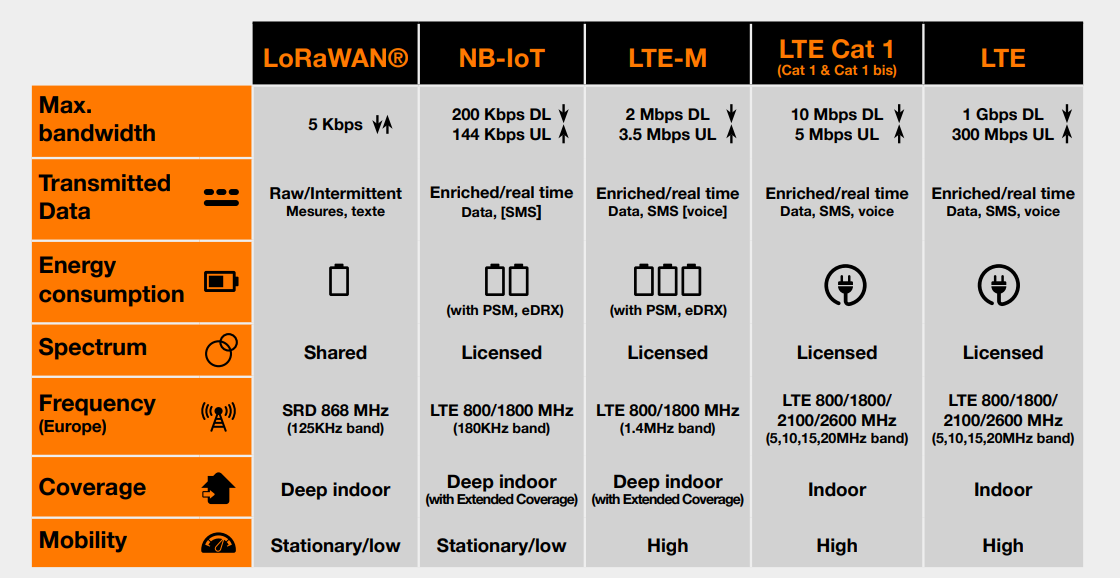 LoRaWAN®
NB-IoT
LTE-M
LTE Cat 1
(Cat 1 & Cat 1 bis)
LTE
Max.
bandwidth
5 Kbps
200 Kbps DL
144 Kbps UL
2 Mbps DL
3.5 Mbps UL
10 Mbps DL
5 Mbps UL
1 Gbps DL
300 Mbps UL
Transmitted
Data
Raw/Intermittent
Mesures, texte
Enriched/real time
Data, [SMS]
Enriched/real time
Data, SMS [voice]
Enriched/real time
Data, SMS, voice
Enriched/real time
Data, SMS, voice
Energy
consumption
(with PSM, eDRX)
(with PSM, eDRX)
Spectrum
Shared
Licensed
Licensed
Licensed
Licensed
Frequency
(Europe)
SRD 868 MHz
(125KHz band)
LTE 800/1800 MHz
(180KHz band)
LTE 800/1800 MHz
(1.4MHz band)
LTE 800/1800/
2100/2600 MHz
(5,10,15,20MHz band)
LTE 800/1800/
2100/2600 MHz
(5,10,15,20MHz band)
Coverage
Deep indoor
Deep indoor
(with Extended Coverage)
Deep indoor
(with Extended Coverage)
Indoor
Indoor
Mobility
Stationary/low
Stationary/low
High
High
High